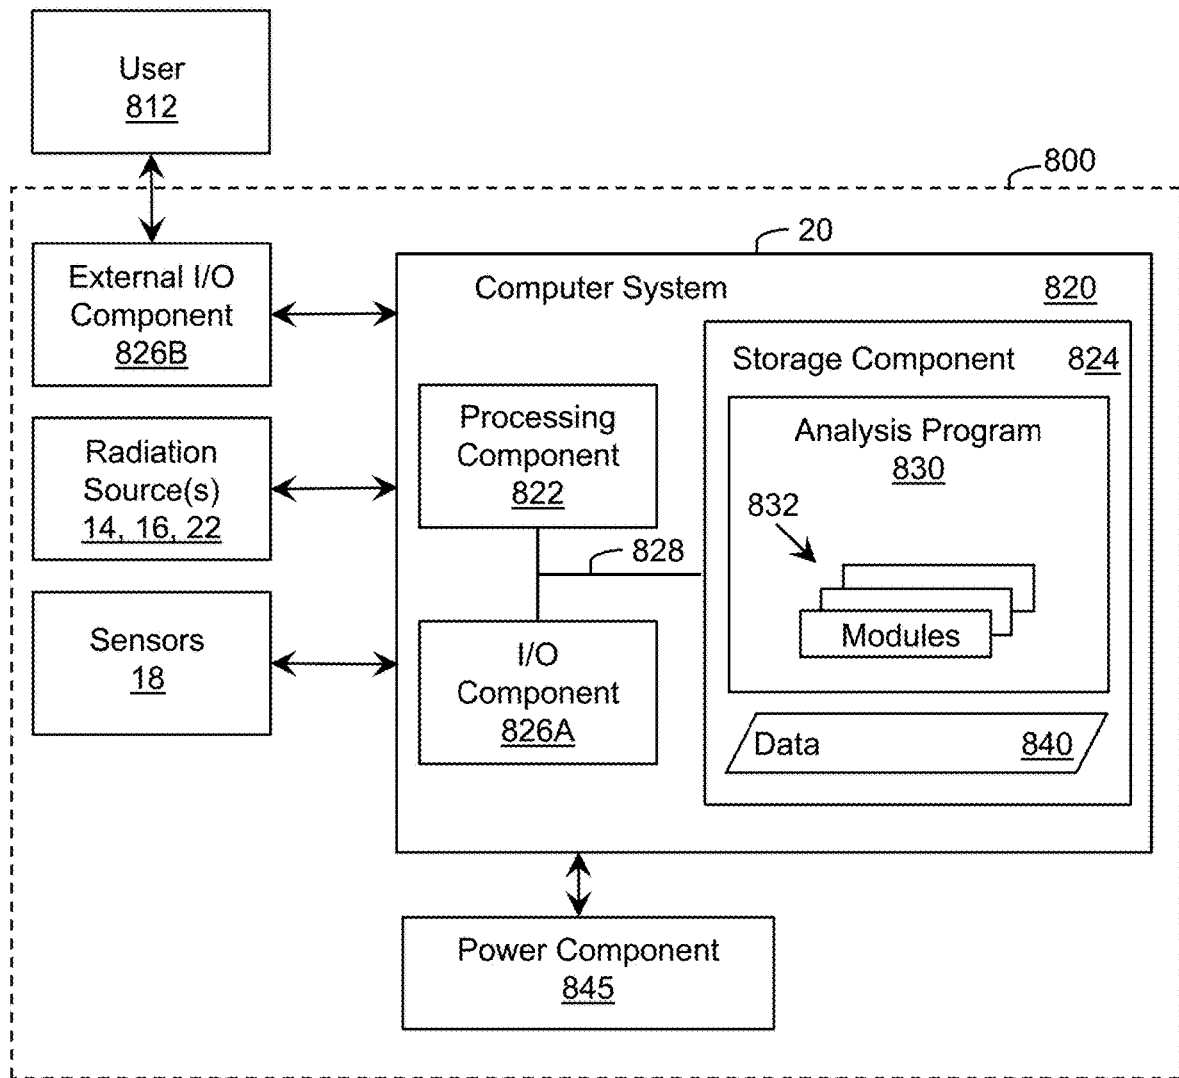 User
812
800
20
External I/O
Component
826B
Computer System
820
Storage Component
824
Radiation
Source(s)
14, 16, 22
Processing
Component
822
Analysis Program
830
832
828
Modules
Sensors
18
I/O
Component
826A
Data
840
Power Component
845